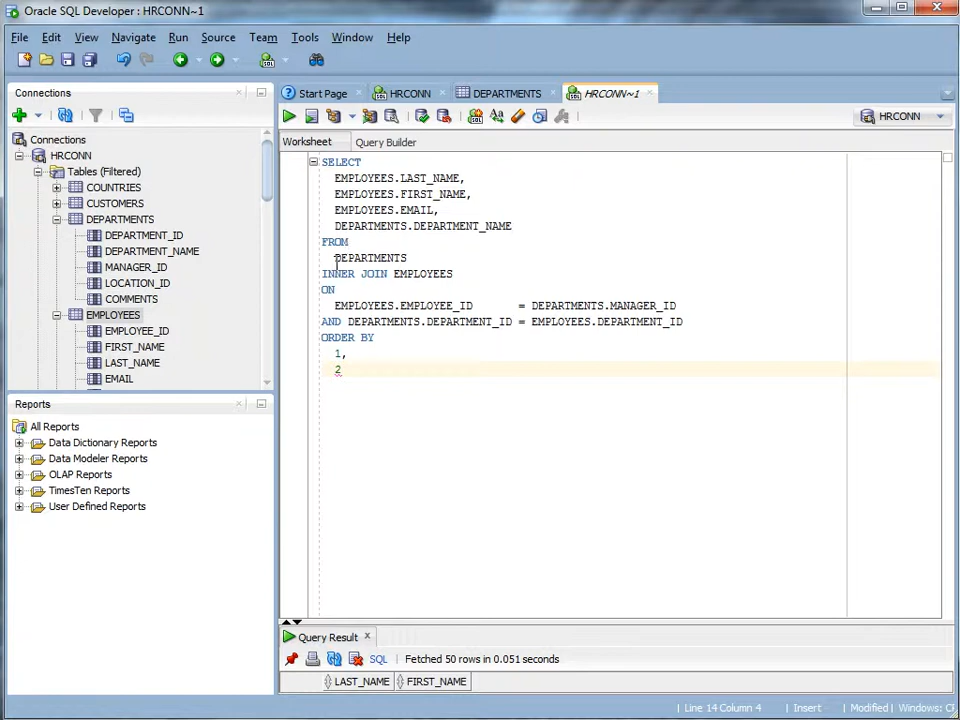 Oracle SQL Developer : HRCONN~1
File Edit View Navigate Run Source Team Tools Window Help
Connections
Start Page HRCONN DEPARTMENTS HRCONN~1
HRCONN
Worksheet Query Builder
Connections
HRCONN
Tables (Filtered)
COUNTRIES
CUSTOMERS
DEPARTMENTS
DEPARTMENT_ID
DEPARTMENT_NAME
MANAGER_ID
LOCATION_ID
COMMENTS
EMPLOYEES
EMPLOYEE_ID
FIRST_NAME
LAST_NAME
EMAIL
SELECT
EMPLOYEES.LAST_NAME,
EMPLOYEES.FIRST_NAME,
EMPLOYEES.EMAIL,
DEPARTMENTS.DEPARTMENT_NAME
FROM
DEPARTMENTS
INNER JOIN EMPLOYEES
ON
EMPLOYEES.EMPLOYEE_ID = DEPARTMENTS.MANAGER_ID
AND DEPARTMENTS.DEPARTMENT_ID = EMPLOYEES.DEPARTMENT_ID
ORDER BY
1,
2
Reports
All Reports
Data Dictionary Reports
Data Modeler Reports
OLAP Reports
TimesTen Reports
User Defined Reports
Query Result
SQL Fetched 50 rows in 0.051 seconds
LAST_NAME FIRST_NAME
Line 14 Column 4 Insert Modified Windows: